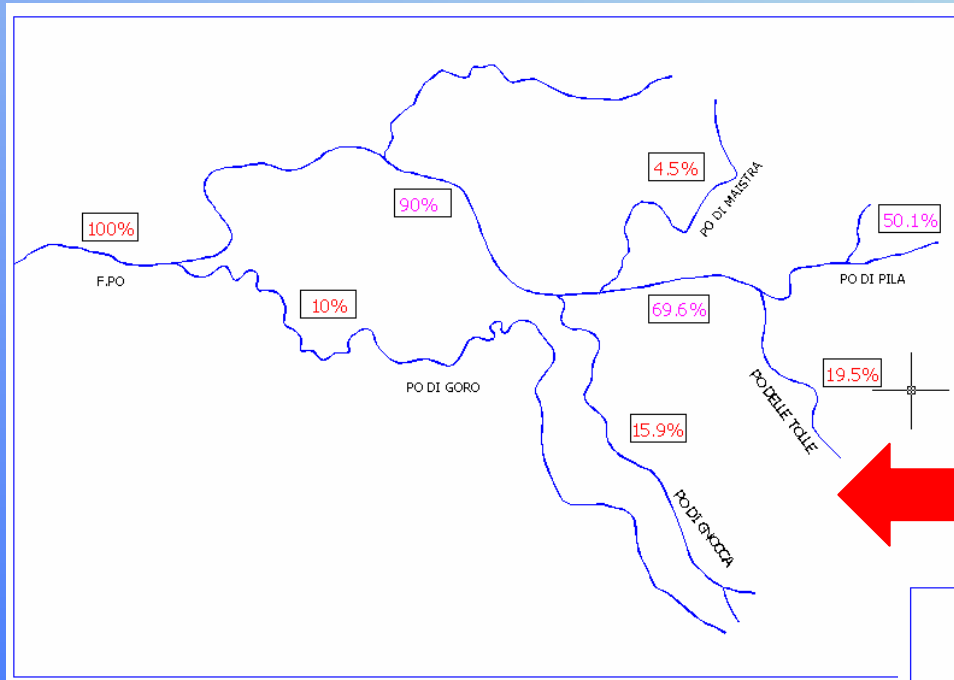 4.5%
PO DI MAISTRA
90%
50.1%
100%
F.PO
PO DI PILA
10%
69.6%
PO DI GORO
19.5%
PO DELLE TOLLE
15.9%
PO DI GNOCCA